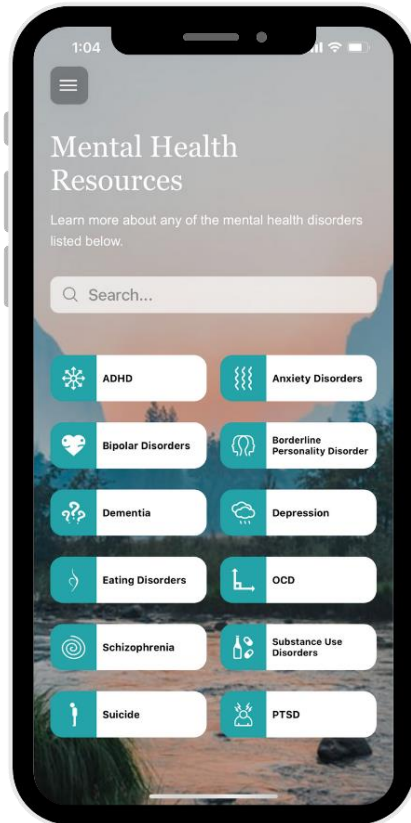 1:04
Mental Health
Resources
Learn more about any of the mental health disorders
listed below.
Search...
ADHD
Anxiety Disorders
Bipolar Disorders
Borderline
Personality Disorder
Dementia
Depression
Eating Disorders
OCD
Schizophrenia
Substance Use
Disorders
Suicide
PTSD